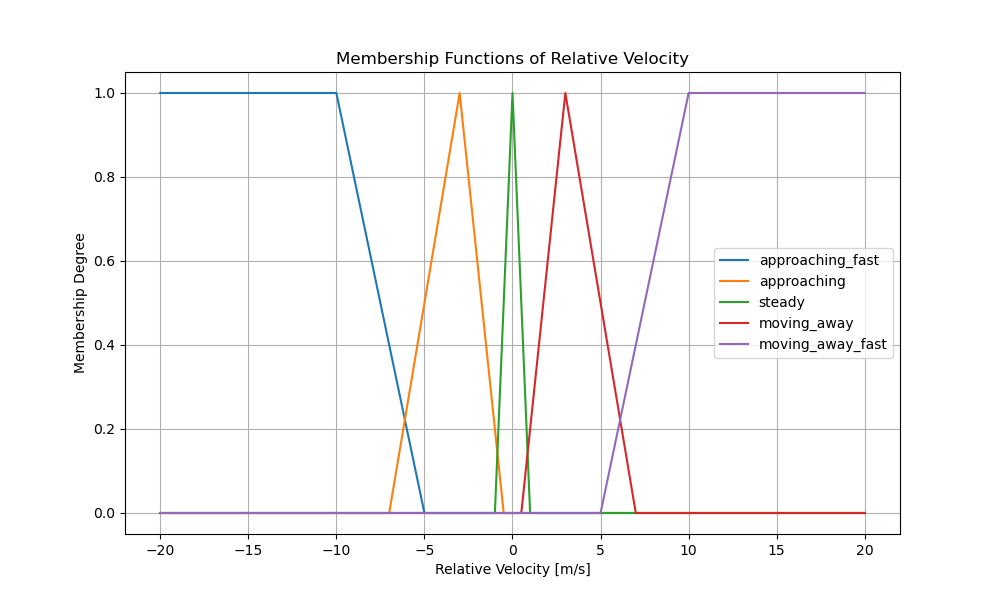 Membership Functions of Relative Velocity
Membership Degree
1.0
0.8
0.6
0.4
0.2
0.0
approaching_fast
approaching
steady
moving_away
moving_away_fast
−20 −15 −10 −5 0 5 10 15 20
Relative Velocity [m/s]